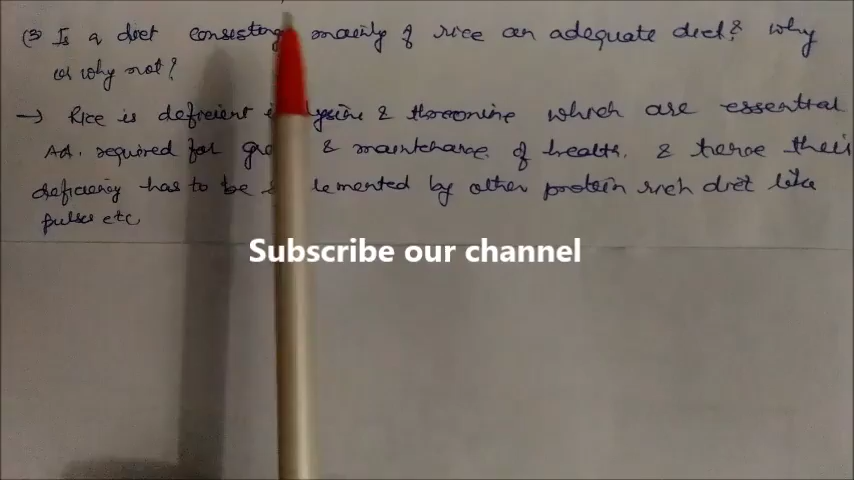 (3) Is a diet consisting mainly of rice an adequate diet? Why
or why not?
→ Rice is deficient lysine & threonine which are essential
AA. required for & maintenance of health. & hence their
deficiency has to be lemented by other protein rich diet like
pulses etc
Subscribe our channel